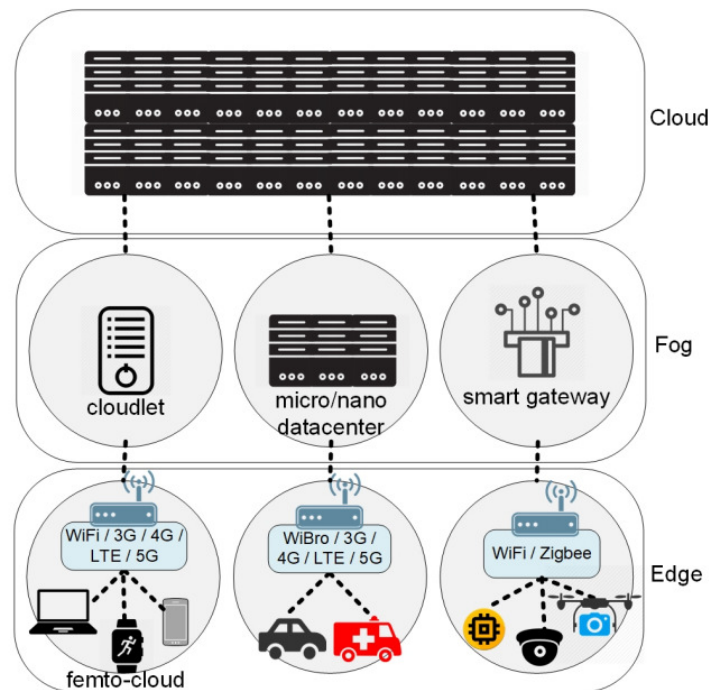 Cloud
cloudlet
micro/nano
datacenter
smart gateway
Fog
WiFi / 3G / 4G /
LTE / 5G
WiBro / 3G /
4G / LTE / 5G
WiFi / Zigbee
Edge
femto-cloud